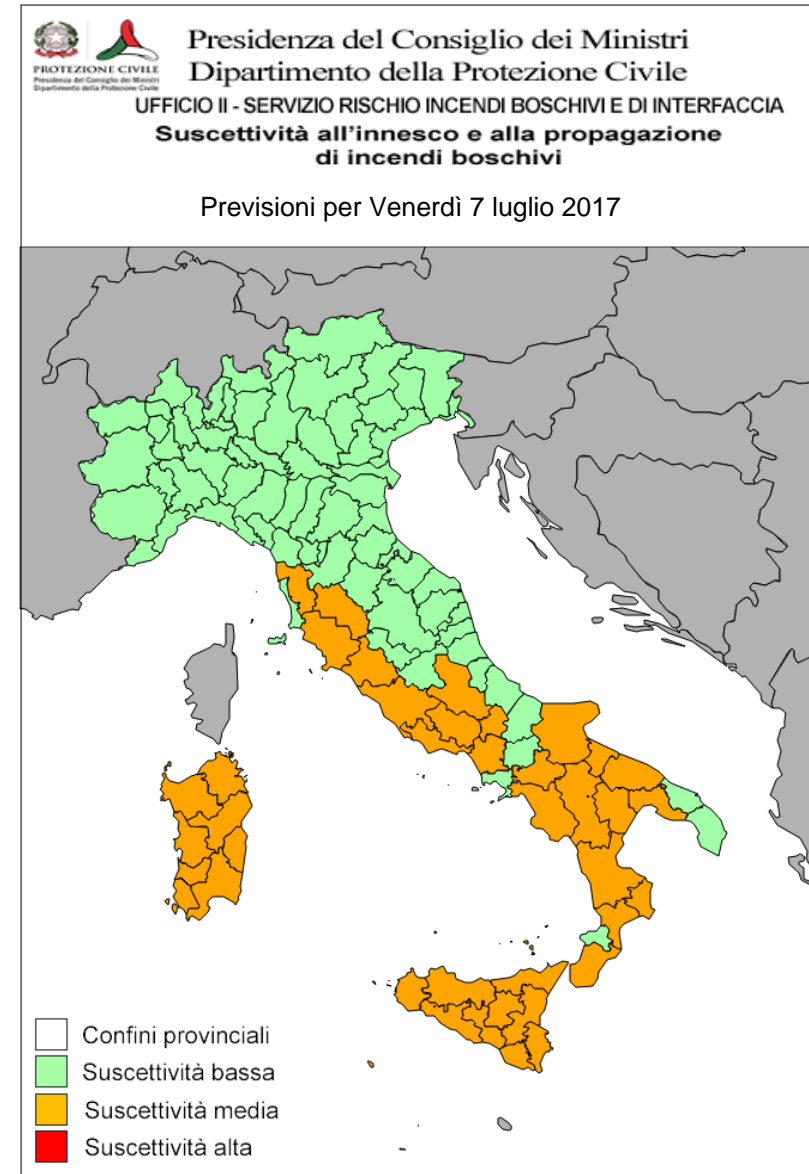 PROTEZIONE CIVILE
Presidenza del Consiglio dei Ministri
Dipartimento della Protezione Civile
Presidenza del Consiglio dei Ministri
Dipartimento della Protezione Civile
UFFICIO II - SERVIZIO RISCHIO INCENDI BOSCHIVI E DI INTERFACCIA
Suscettività all'innesco e alla propagazione
di incendi boschivi
Previsioni per Venerdì 7 luglio 2017
Confini provinciali
Suscettività bassa
Suscettività media
Suscettività alta